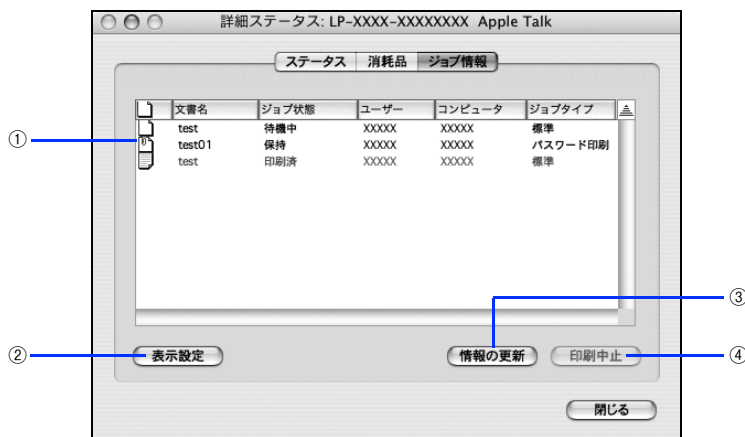 詳細ステータス: LP-XXXX-XXXXXXXX Apple Talk
ステータス 消耗品 ジョブ情報
文書名 ジョブ状態 ユーザー コンピュータ ジョブタイプ
test 待機中 XXXXX XXXXX 標準
① test01 保持 XXXXX XXXXX パスワード印刷
test 印刷済 XXXXX XXXXX 標準
③
② 表示設定 情報の更新 印刷中止 ④
閉じる